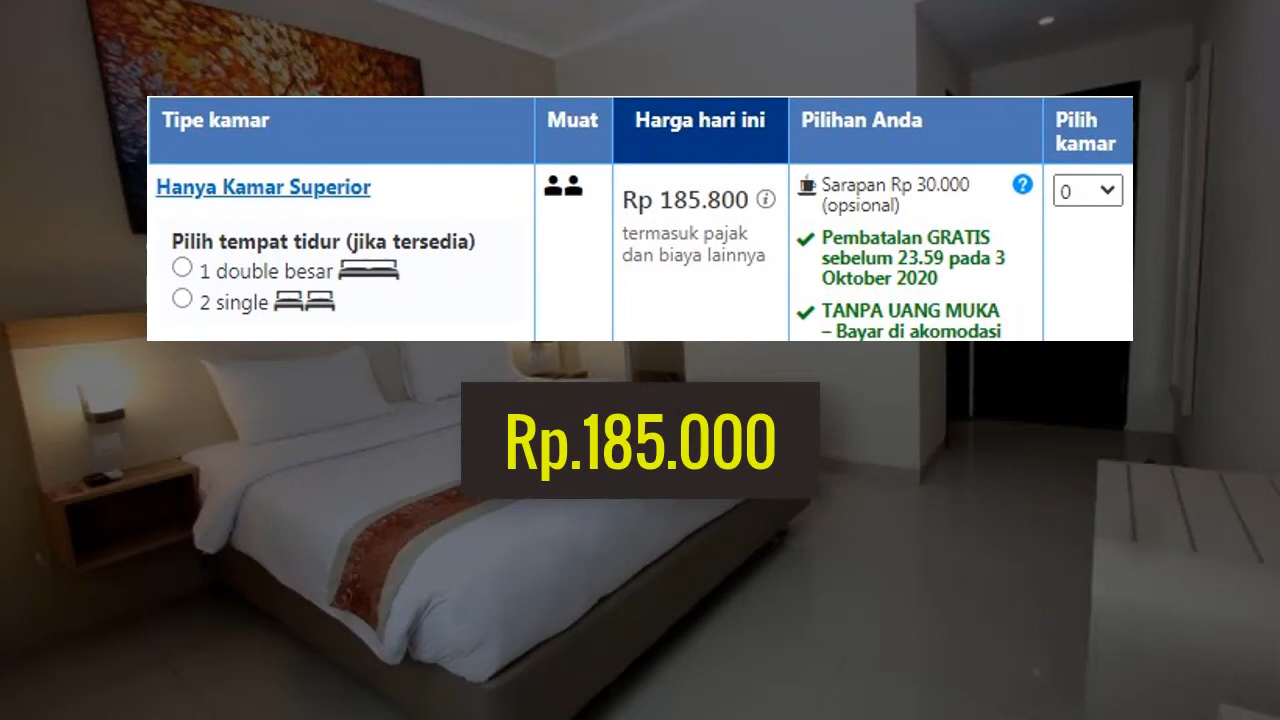 Tipe kamar
Muat
Harga hari ini
Pilihan Anda
Pilih
kamar
Hanya Kamar Superior
Pilih tempat tidur (jika tersedia)
1 double besar
2 single
Rp 185.800
termasuk pajak
dan biaya lainnya
Sarapan Rp 30.000
(opsional)
Pembatalan GRATIS
sebelum 23.59 pada 3
Oktober 2020
TANPA UANG MUKA
– Bayar di akomodasi
0
Rp.185.000